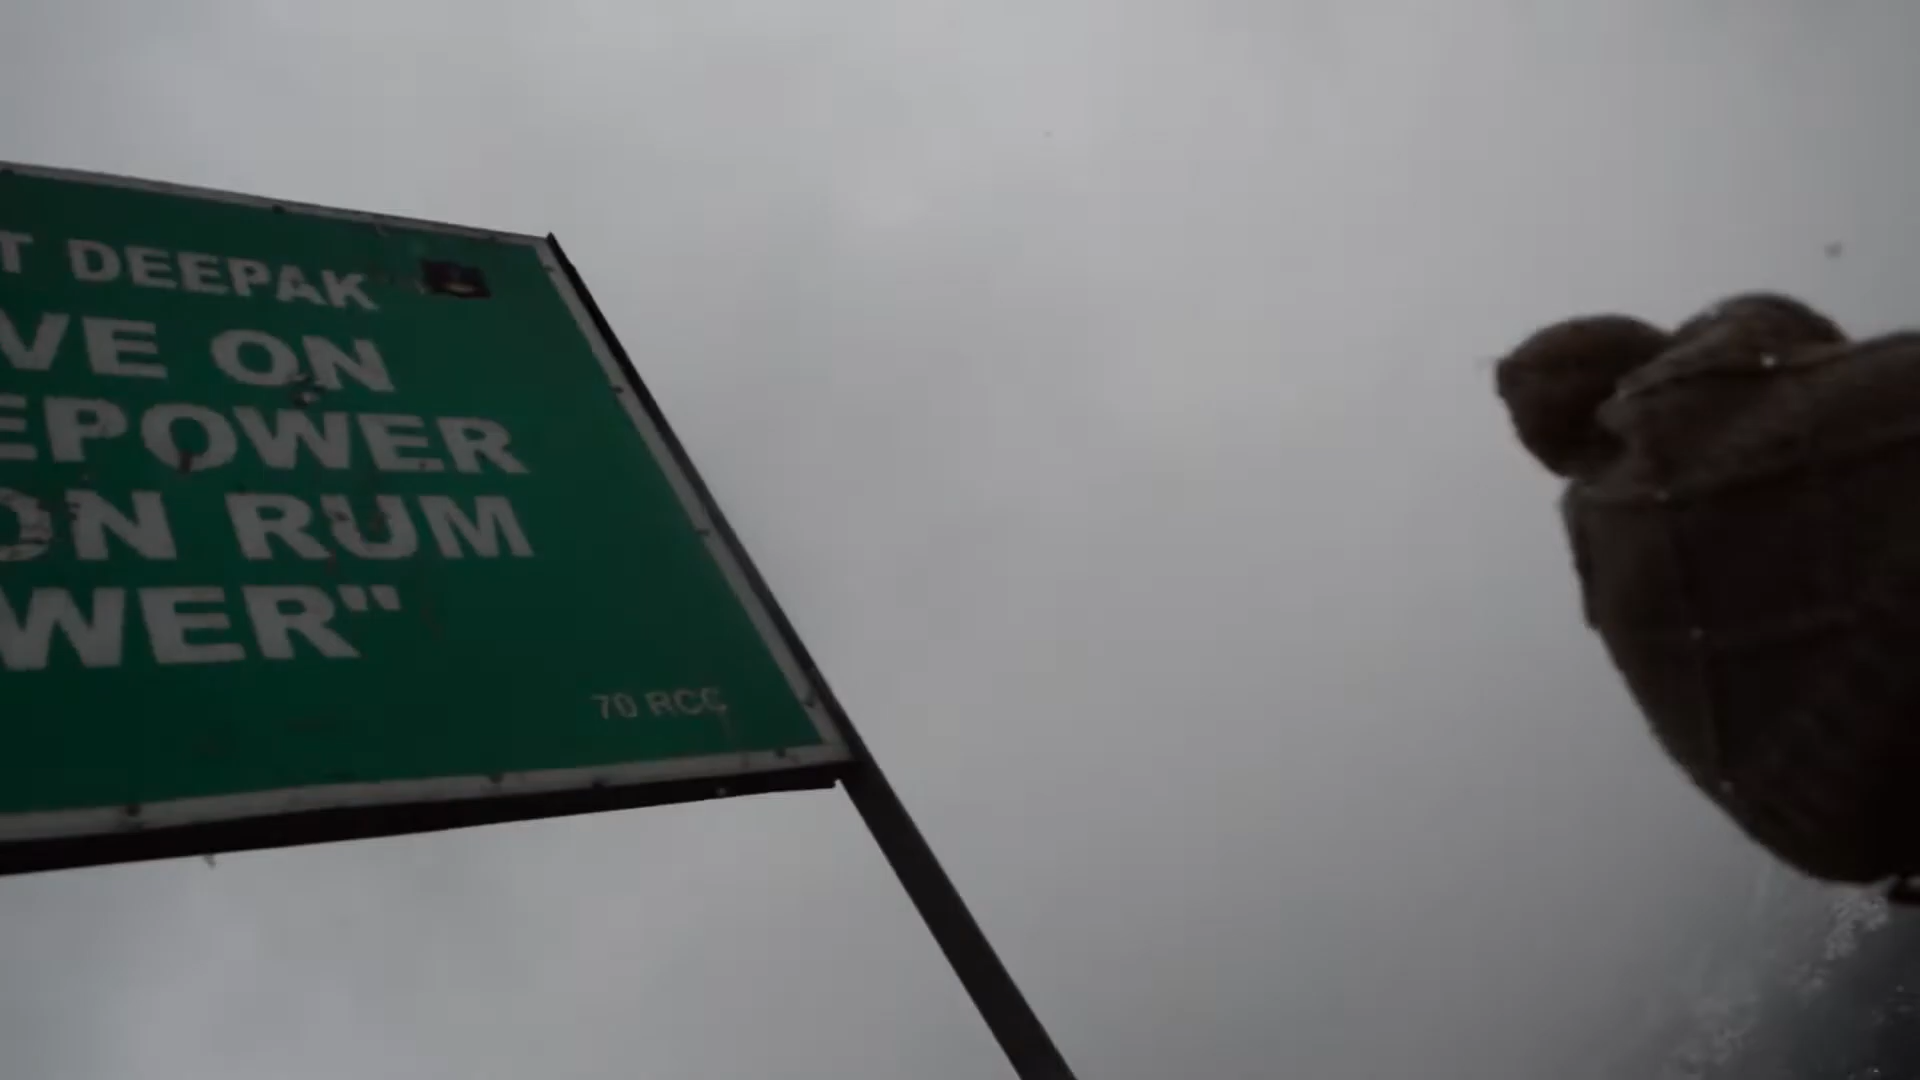 T DEEPAK
VE ON
EPOWER
ON RUM
WER"
70 RCC